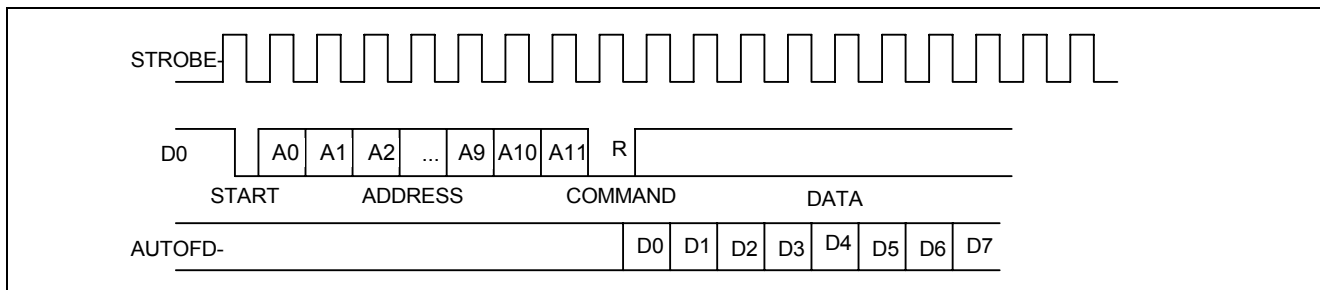 STROBE-
D0 A0 A1 A2 ... A9 A10 A11 R
START ADDRESS COMMAND DATA
AUTOFD- D0 D1 D2 D3 D4 D5 D6 D7